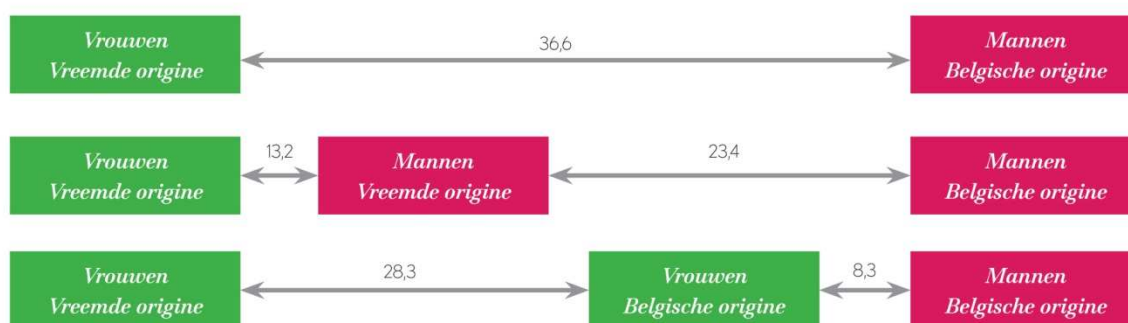 Vrouwen
Vreemde origine
36,6
Mannen
Belgische origine
Vrouwen
Vreemde origine
13,2
Mannen
Vreemde origine
23,4
Mannen
Belgische origine
Vrouwen
Vreemde origine
28,3
Vrouwen
Belgische origine
8,3
Mannen
Belgische origine